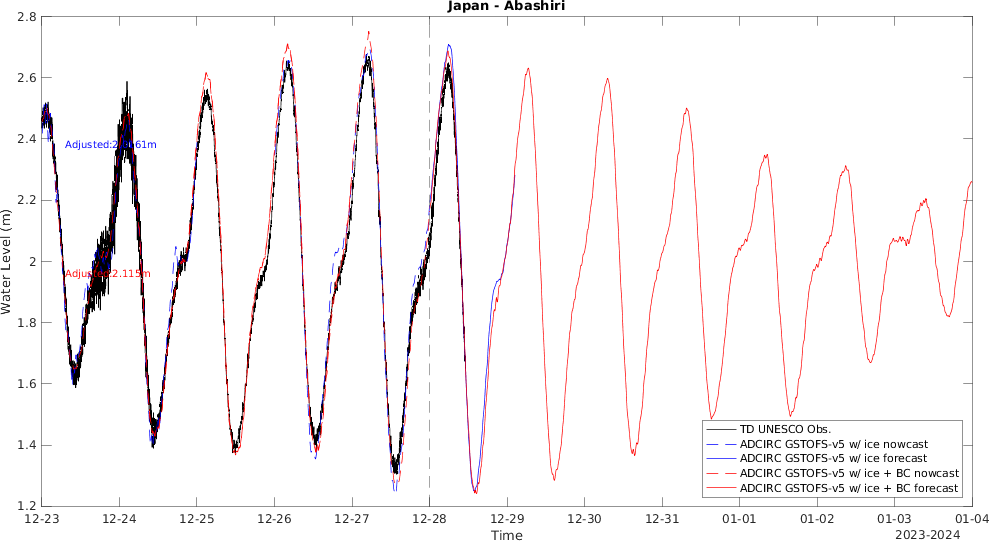 Japan - Abashiri
Water Level (m)
2.8
2.6
2.4
2.2
2
1.8
1.6
1.4
1.2
Adjusted:2
61m
Adjusted:2.115m
TD UNESCO Obs.
ADCIRC GSTOFS-v5 w/ ice nowcast
ADCIRC GSTOFS-v5 w/ ice forecast
ADCIRC GSTOFS-v5 w/ ice + BC nowcast
ADCIRC GSTOFS-v5 w/ ice + BC forecast
12-23 12-24 12-25 12-26 12-27 12-28 12-29 12-30 12-31 01-01 01-02 01-03 01-04
Time
2023-2024